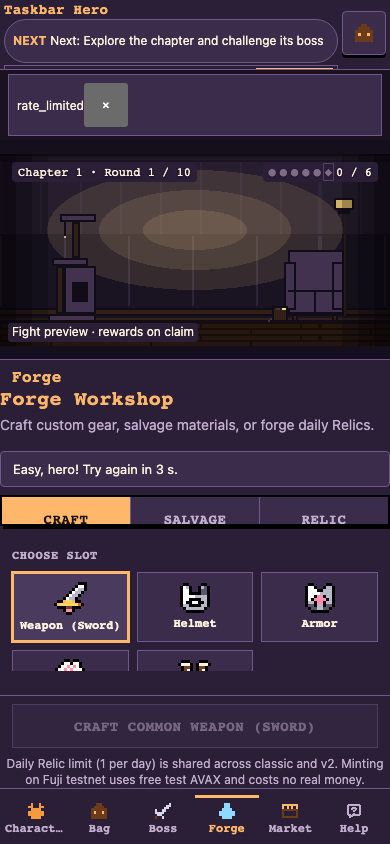 Taskbar Hero
NEXT Next: Explore the chapter and challenge its boss
rate_limited ×
Chapter 1 · Round 1 / 10
0 / 6
Fight preview · rewards on claim
Forge
Forge Workshop
Craft custom gear, salvage materials, or forge daily Relics.
Easy, hero! Try again in 3 s.
CRAFT SALVAGE RELIC
CHOOSE SLOT
Weapon (Sword) Helmet Armor
CRAFT COMMON WEAPON (SWORD)
Daily Relic limit (1 per day) is shared across classic and v2. Minting
on Fuji testnet uses free test AVAX and costs no real money.
Charact… Bag Boss Forge Market Help